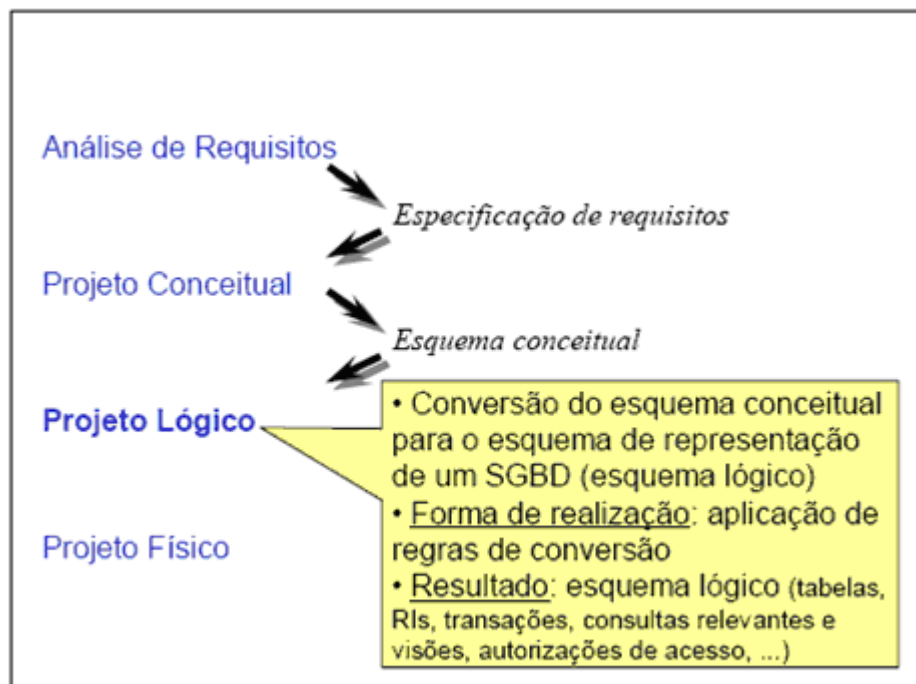 Análise de Requisitos
Especificação de requisitos
Projeto Conceitual
Esquema conceitual
Projeto Lógico
• Conversão do esquema conceitual
para o esquema de representação
de um SGBD (esquema lógico)
• Forma de realização: aplicação de
regras de conversão
• Resultado: esquema lógico (tabelas,
RIs, transações, consultas relevantes e
visões, autorizações de acesso, ...)
Projeto Físico